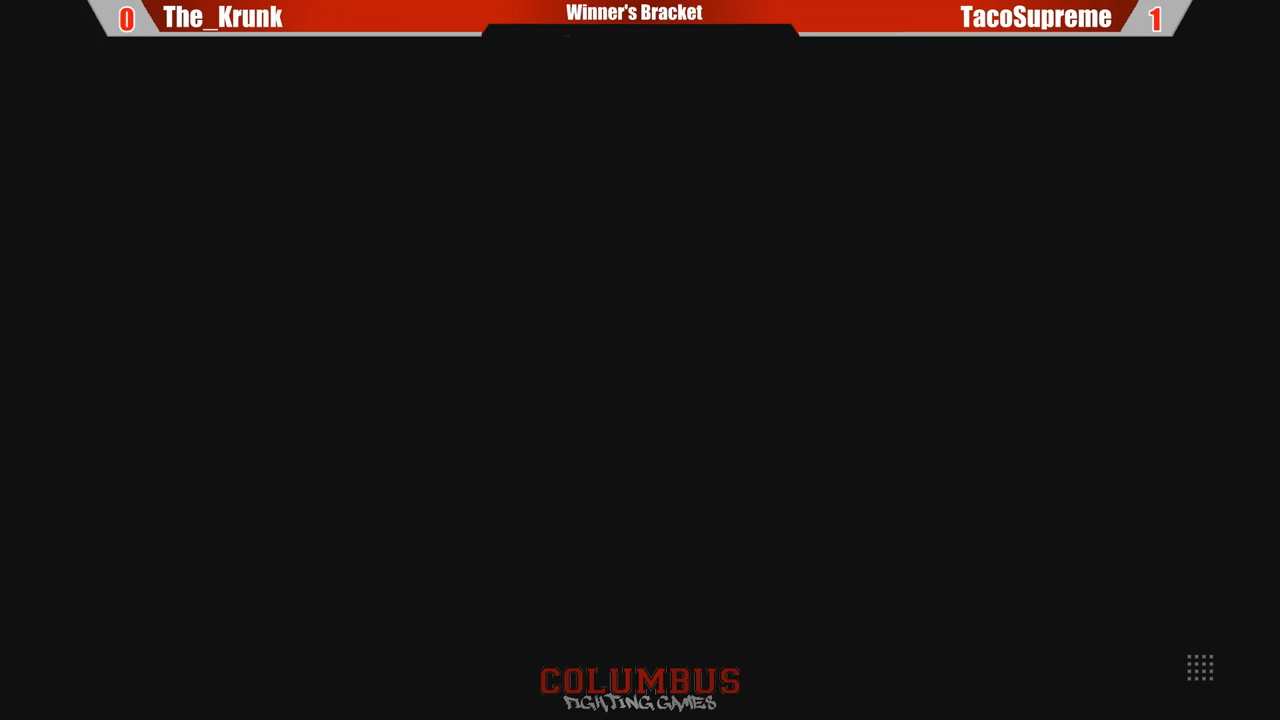 0 The_Krunk Winner's Bracket TacoSupreme 1
COLUMBUS
FIGHTING GAMES